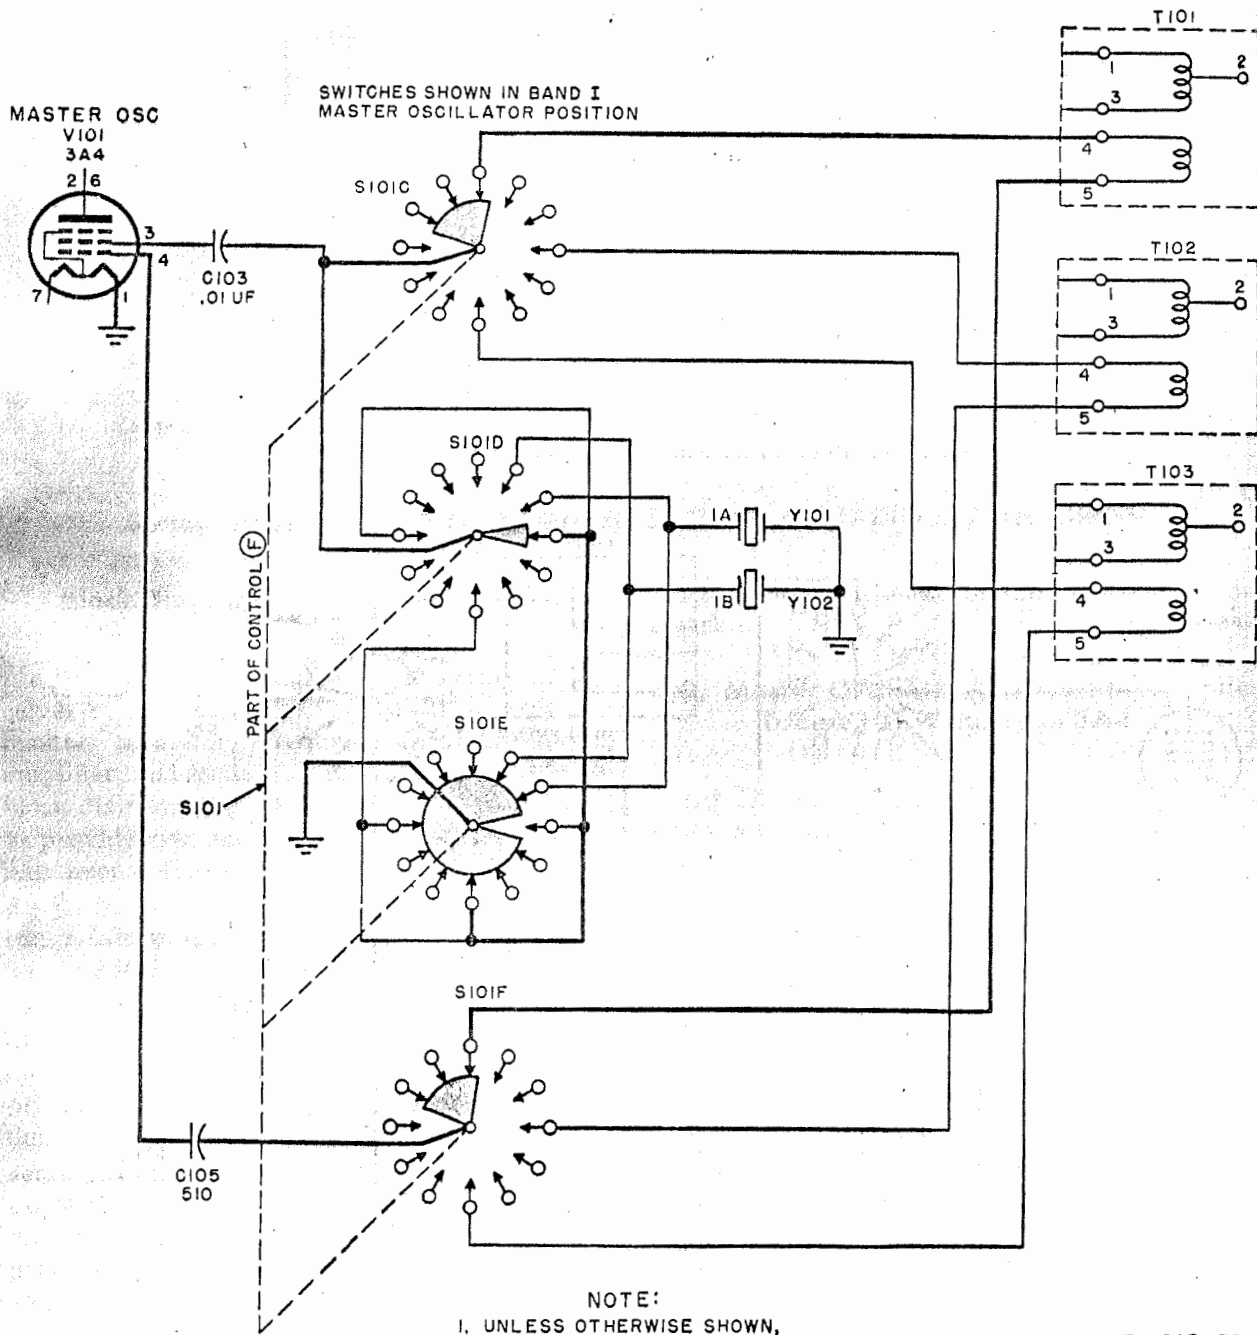 T101
SWITCHES SHOWN IN BAND I
MASTER OSCILLATOR POSITION
MASTER OSC
V101
3A4
2 6
3
4
7
1
C103
.01 UF
S101C
1
3
2
4
5
T102
1
3
2
4
5
S101D
T103
1
3
2
4
5
1A
Y101
1B
Y102
PART OF CONTROL F
S101E
S101
S101F
C105
510
NOTE:
1. UNLESS OTHERWISE SHOWN,